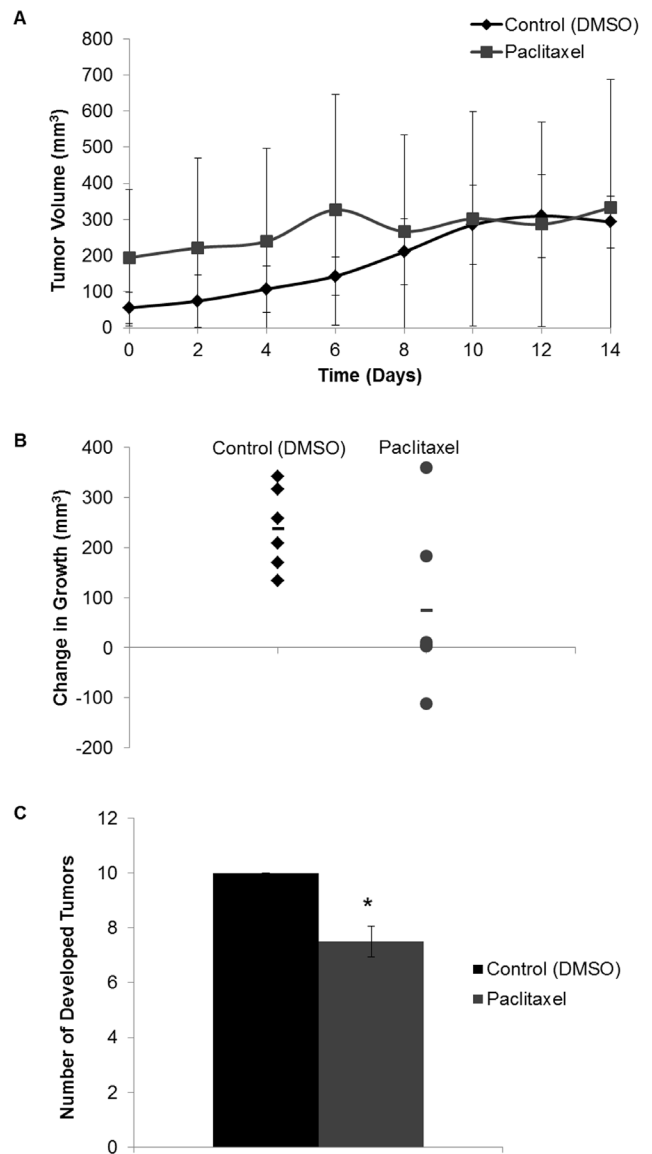 A
Control (DMSO)
Paclitaxel
800
700
600
500
400
300
200
100
0
Tumor Volume (mm³)
0 2 4 6 8 10 12 14
Time (Days)
B
Control (DMSO) Paclitaxel
400
300
200
100
0
-100
-200
Change in Growth (mm³)
C
12
10
8
6
4
2
0
Number of Developed Tumors
*
Control (DMSO)
Paclitaxel